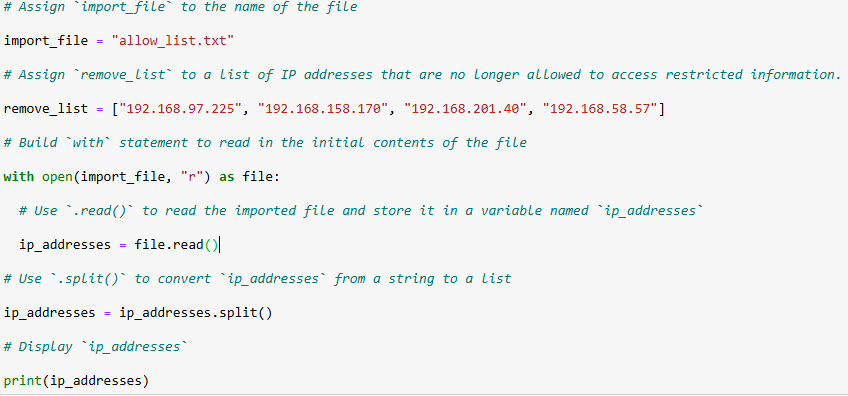 # Assign `import_file` to the name of the file
import_file = "allow_list.txt"
# Assign `remove_list` to a list of IP addresses that are no longer allowed to access restricted information.
remove_list = ["192.168.97.225", "192.168.158.170", "192.168.201.40", "192.168.58.57"]
# Build `with` statement to read in the initial contents of the file
with open(import_file, "r") as file:
  # Use `.read()` to read the imported file and store it in a variable named `ip_addresses`
  ip_addresses = file.read()
# Use `.split()` to convert `ip_addresses` from a string to a list
ip_addresses = ip_addresses.split()
# Display `ip_addresses`
print(ip_addresses)